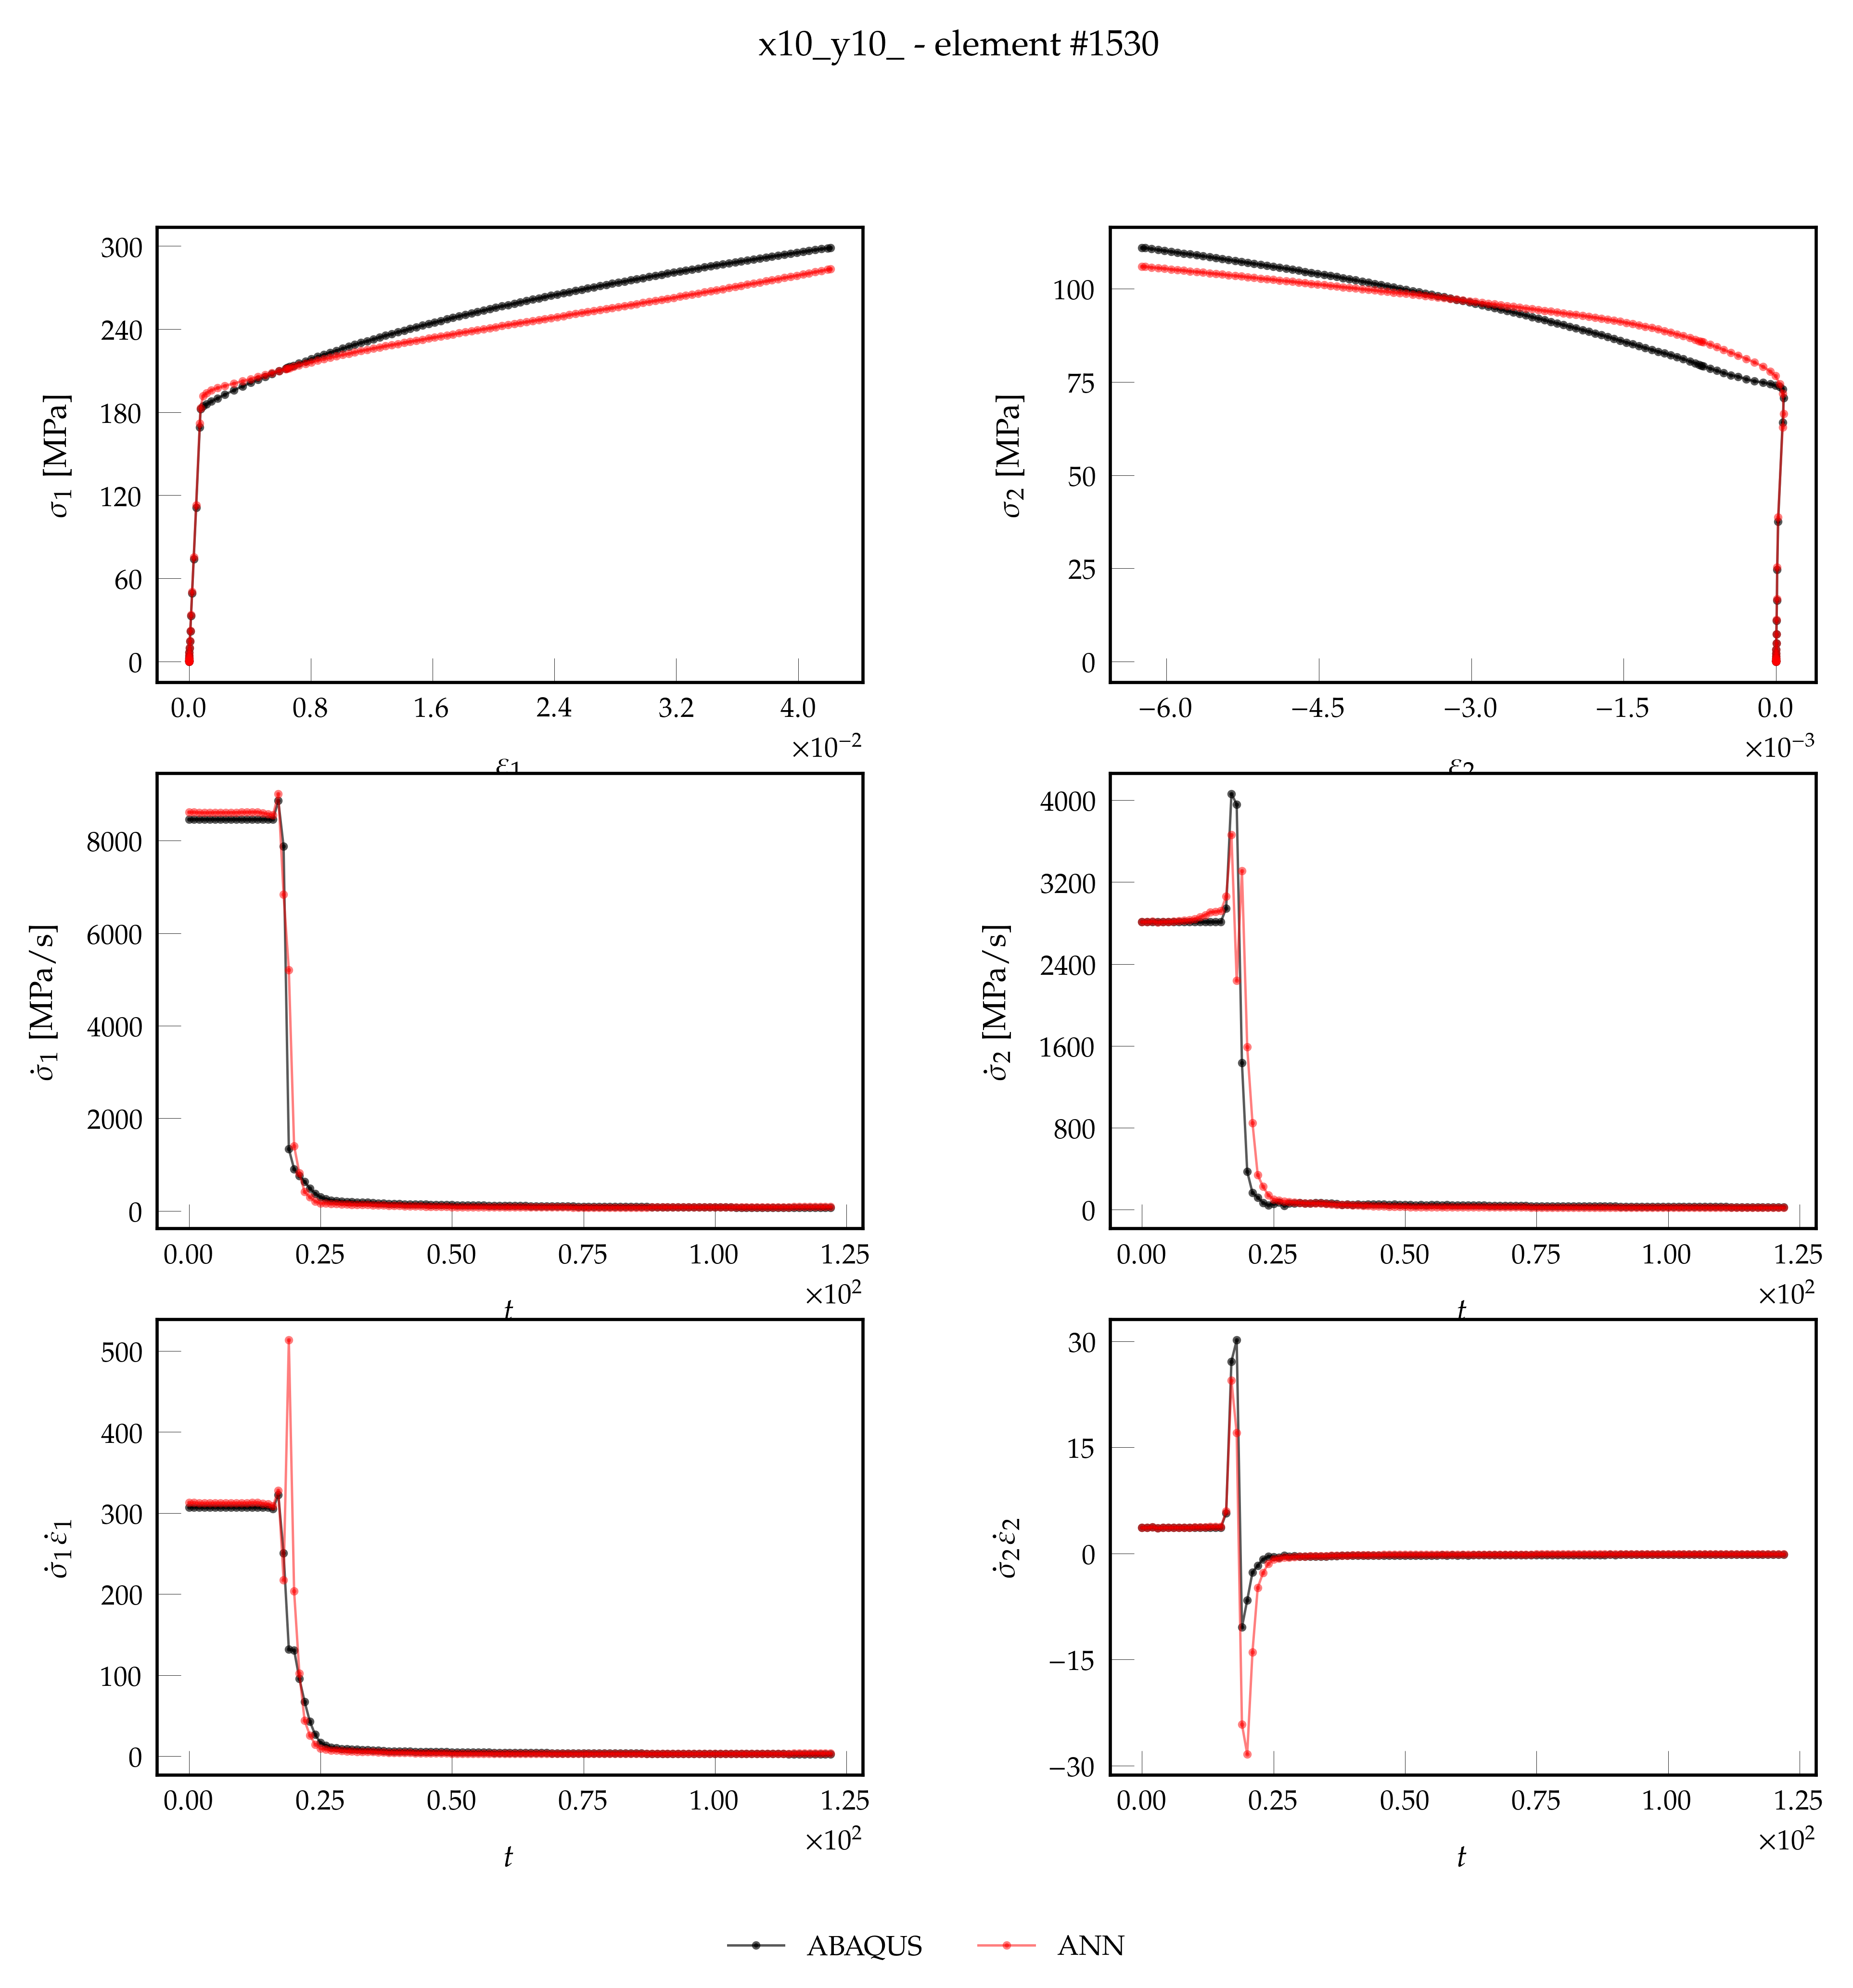 x10_y10_ - element #1530
σ₁ [MPa]
300
240
180
120
60
0
0.0 0.8 1.6 2.4 3.2 4.0
×10⁻²
ε₁
σ₂ [MPa]
100
75
50
25
0
−6.0 −4.5 −3.0 −1.5 0.0
×10⁻³
ε₂
σ̇₁ [MPa/s]
8000
6000
4000
2000
0
0.00 0.25 0.50 0.75 1.00 1.25
×10²
t
σ̇₂ [MPa/s]
4000
3200
2400
1600
800
0
0.00 0.25 0.50 0.75 1.00 1.25
×10²
t
σ̇₁ε̇₁
500
400
300
200
100
0
0.00 0.25 0.50 0.75 1.00 1.25
×10²
t
σ̇₂ε̇₂
30
15
0
−15
−30
0.00 0.25 0.50 0.75 1.00 1.25
×10²
t
ABAQUS ANN